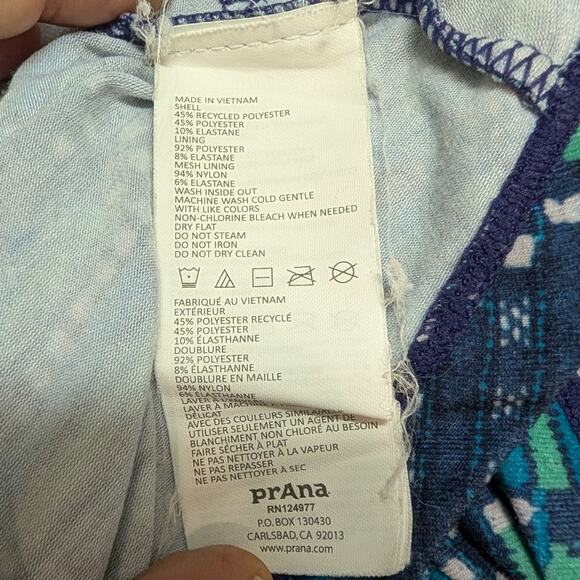 MADE IN VIETNAM
SHELL
45% RECYCLED POLYESTER
45% POLYESTER
10% ELASTANE
LINING
92% POLYESTER
8% ELASTANE
MESH LINING
94% NYLON
6% ELASTANE
WASH INSIDE OUT
MACHINE WASH COLD GENTLE
WITH LIKE COLORS
NON-CHLORINE BLEACH WHEN NEEDED
DRY FLAT
DO NOT STEAM
DO NOT IRON
DO NOT DRY CLEAN
FABRIQUÉ AU VIETNAM
EXTÉRIEUR
45% POLYESTER RECYCLÉ
45% POLYESTER
10% ÉLASTHANNE
DOUBLURE
92% POLYESTER
8% ÉLASTHANNE
DOUBLURE EN MAILLE
94% NYLON
6% ÉLASTHANNE
LAVER À
LAVER À MACHINE
DÉLICAT
AVEC DES COULEURS SIMILAIRES
UTILISER SEULEMENT UN AGENT DE
BLANCHIMENT NON CHLORÉ AU BESOIN
FAIRE SÉCHER À PLAT
NE PAS NETTOYER À LA VAPEUR
NE PAS REPASSER
NE PAS NETTOYER À SEC
prAna
RN124977
P.O.BOX 130430
CARLSBAD, CA 92013
www.prana.com